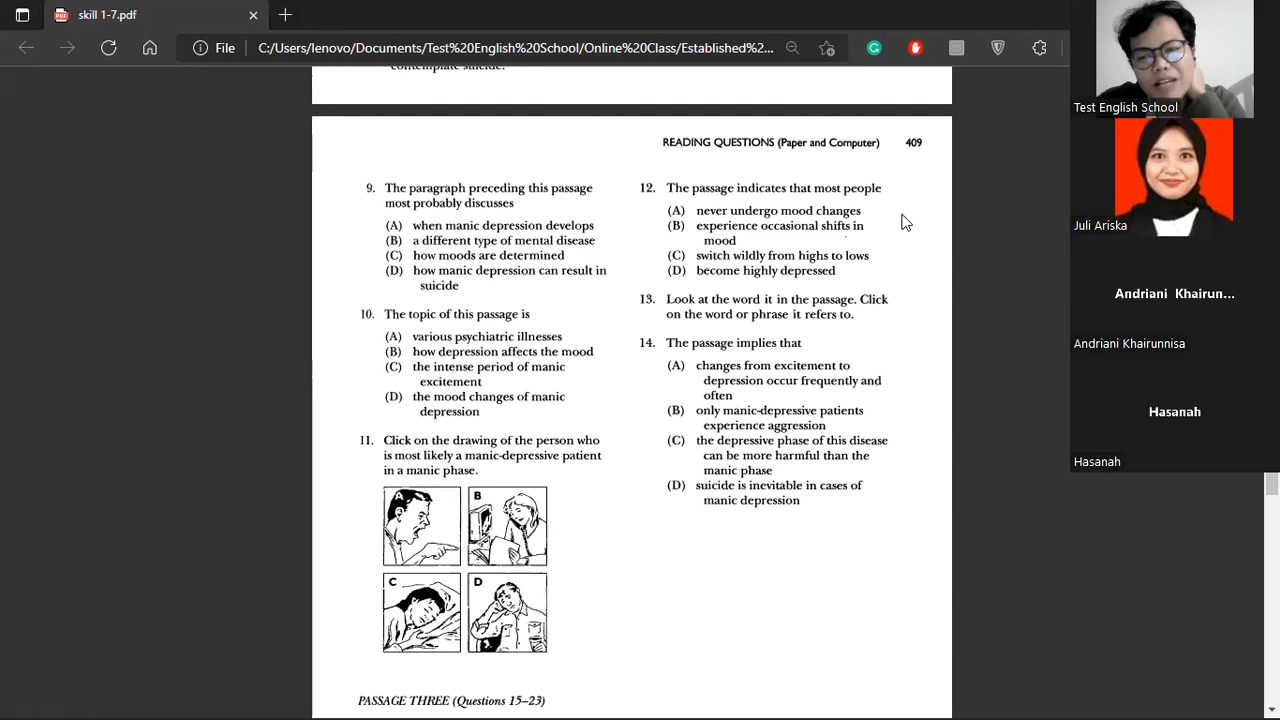 skill 1-7.pdf
File
C:/Users/lenovo/Documents/Test%20English%20School/Online%20Class/Established%2...
contemplate suicide.
READING QUESTIONS (Paper and Computer) 409
9. The paragraph preceding this passage
most probably discusses
(A) when manic depression develops
(B) a different type of mental disease
(C) how moods are determined
(D) how manic depression can result in
suicide
10. The topic of this passage is
(A) various psychiatric illnesses
(B) how depression affects the mood
(C) the intense period of manic
excitement
(D) the mood changes of manic
depression
11. Click on the drawing of the person who
is most likely a manic-depressive patient
in a manic phase.
A
B
C
D
12. The passage indicates that most people
(A) never undergo mood changes
(B) experience occasional shifts in
mood
(C) switch wildly from highs to lows
(D) become highly depressed
13. Look at the word it in the passage. Click
on the word or phrase it refers to.
14. The passage implies that
(A) changes from excitement to
depression occur frequently and
often
(B) only manic-depressive patients
experience aggression
(C) the depressive phase of this disease
can be more harmful than the
manic phase
(D) suicide is inevitable in cases of
manic depression
PASSAGE THREE (Questions 15–23)
Test English School
Juli Ariska
Andriani Khairun...
Andriani Khairunnisa
Hasanah
Hasanah